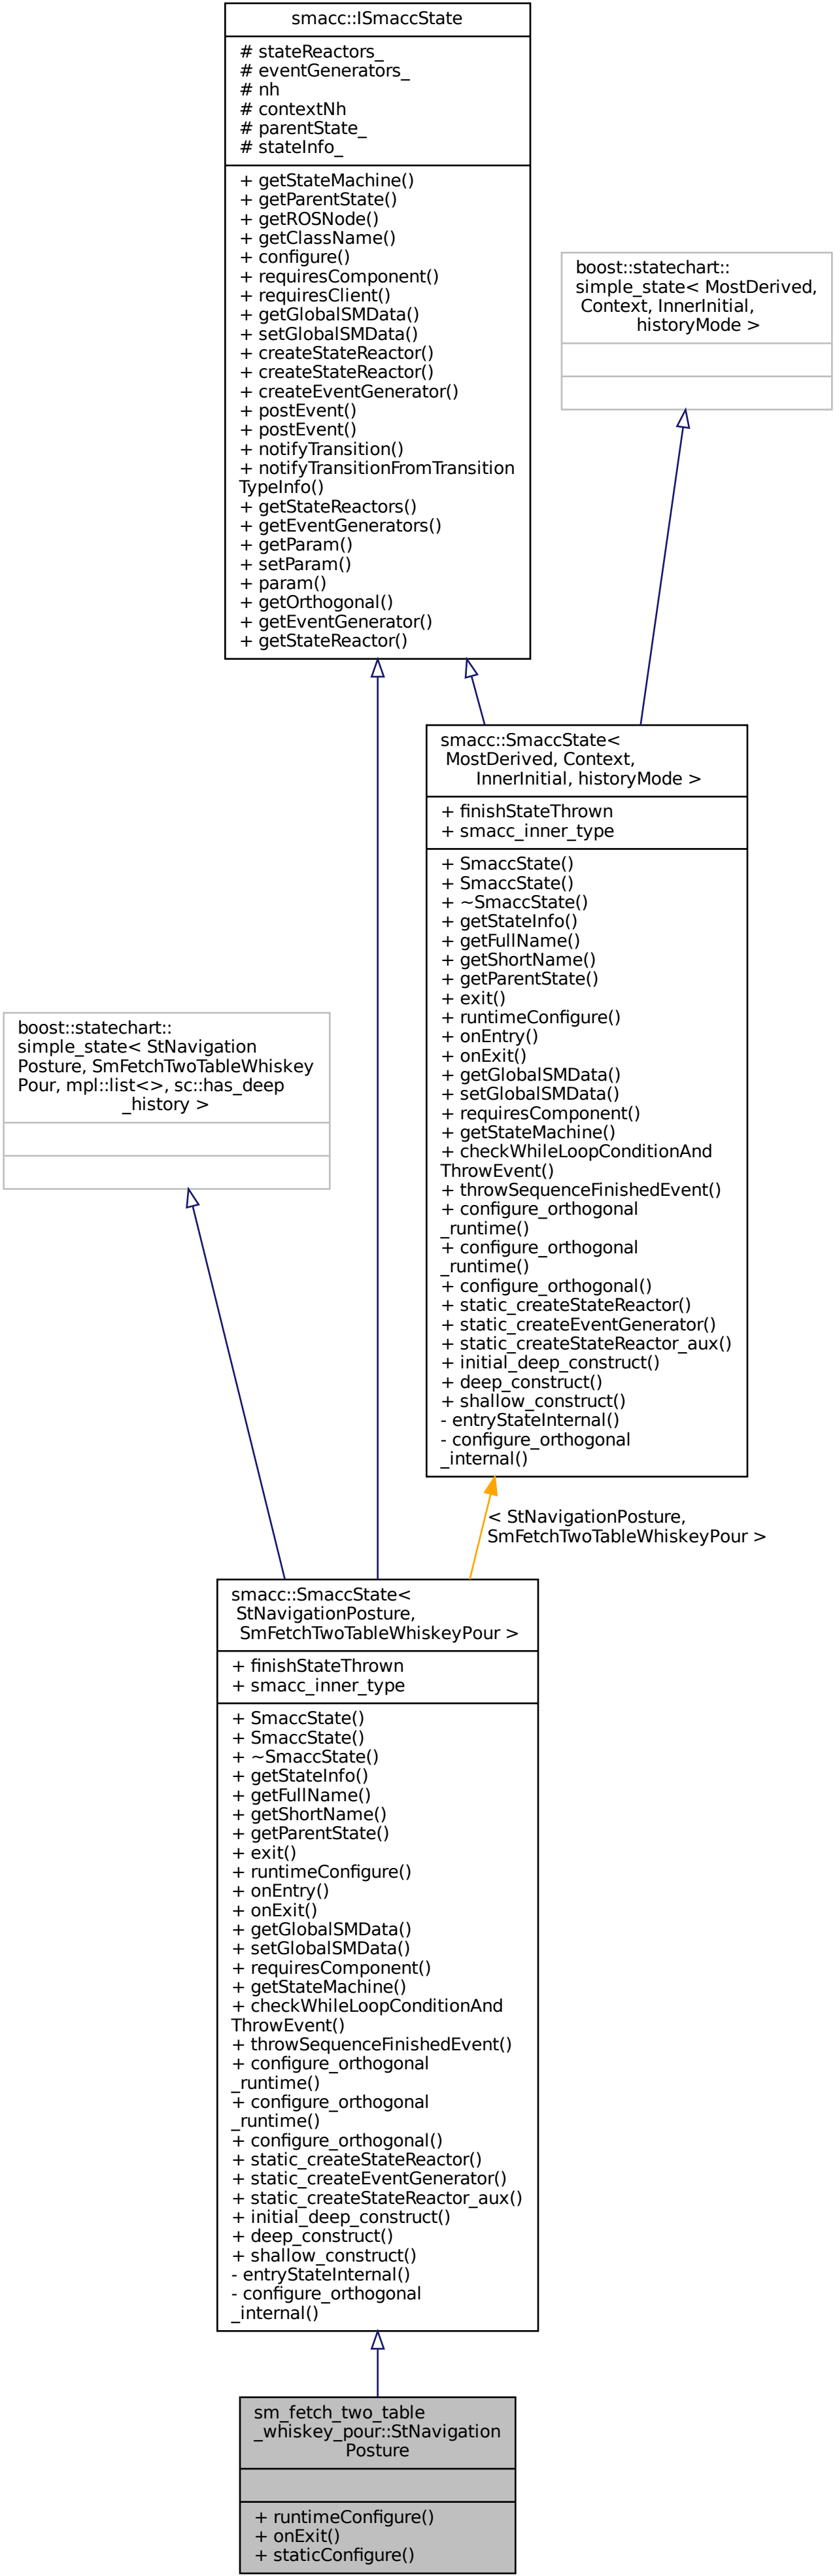 smacc::ISmaccState
# stateReactors_
# eventGenerators_
# nh
# contextNh
# parentState_
# stateInfo_
+ getStateMachine()
+ getParentState()
+ getROSNode()
+ getClassName()
+ configure()
+ requiresComponent()
+ requiresClient()
+ getGlobalSMData()
+ setGlobalSMData()
+ createStateReactor()
+ createStateReactor()
+ createEventGenerator()
+ postEvent()
+ postEvent()
+ notifyTransition()
+ notifyTransitionFromTransition
TypeInfo()
+ getStateReactors()
+ getEventGenerators()
+ getParam()
+ setParam()
+ param()
+ getOrthogonal()
+ getEventGenerator()
+ getStateReactor()
boost::statechart::
simple_state< MostDerived,
Context, InnerInitial,
historyMode >
smacc::SmaccState<
MostDerived, Context,
InnerInitial, historyMode >
+ finishStateThrown
+ smacc_inner_type
+ SmaccState()
+ SmaccState()
+ ~SmaccState()
+ getStateInfo()
+ getFullName()
+ getShortName()
+ getParentState()
+ exit()
+ runtimeConfigure()
+ onEntry()
+ onExit()
+ getGlobalSMData()
+ setGlobalSMData()
+ requiresComponent()
+ getStateMachine()
+ checkWhileLoopConditionAnd
ThrowEvent()
+ throwSequenceFinishedEvent()
+ configure_orthogonal
_runtime()
+ configure_orthogonal
_runtime()
+ configure_orthogonal()
+ static_createStateReactor()
+ static_createEventGenerator()
+ static_createStateReactor_aux()
+ initial_deep_construct()
+ deep_construct()
+ shallow_construct()
- entryStateInternal()
- configure_orthogonal
_internal()
boost::statechart::
simple_state< StNavigation
Posture, SmFetchTwoTableWhiskey
Pour, mpl::list<>, sc::has_deep
_history >
< StNavigationPosture,
SmFetchTwoTableWhiskeyPour >
smacc::SmaccState<
StNavigationPosture,
SmFetchTwoTableWhiskeyPour >
+ finishStateThrown
+ smacc_inner_type
+ SmaccState()
+ SmaccState()
+ ~SmaccState()
+ getStateInfo()
+ getFullName()
+ getShortName()
+ getParentState()
+ exit()
+ runtimeConfigure()
+ onEntry()
+ onExit()
+ getGlobalSMData()
+ setGlobalSMData()
+ requiresComponent()
+ getStateMachine()
+ checkWhileLoopConditionAnd
ThrowEvent()
+ throwSequenceFinishedEvent()
+ configure_orthogonal
_runtime()
+ configure_orthogonal
_runtime()
+ configure_orthogonal()
+ static_createStateReactor()
+ static_createEventGenerator()
+ static_createStateReactor_aux()
+ initial_deep_construct()
+ deep_construct()
+ shallow_construct()
- entryStateInternal()
- configure_orthogonal
_internal()
sm_fetch_two_table
_whiskey_pour::StNavigation
Posture
+ runtimeConfigure()
+ onExit()
+ staticConfigure()